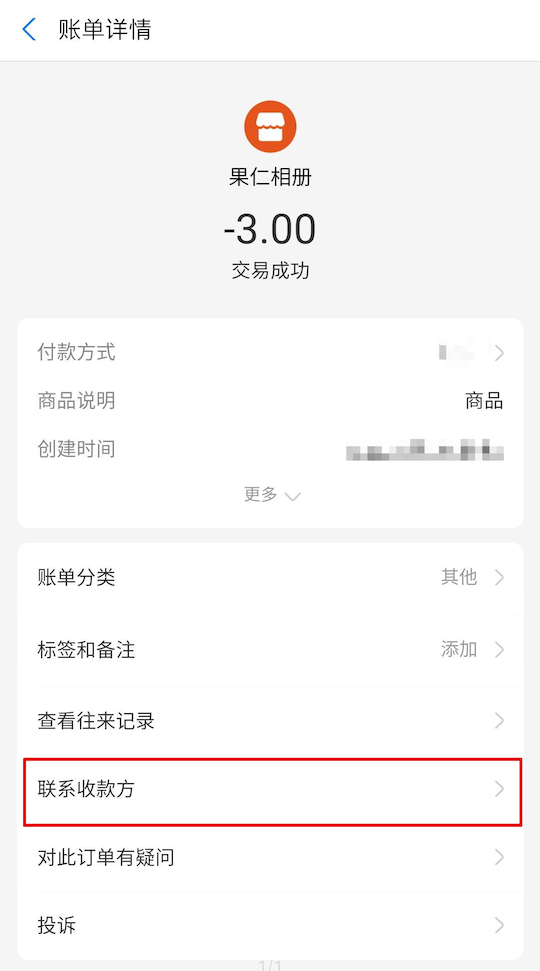 账单详情
果仁相册
-3.00
交易成功
付款方式
商品说明 商品
创建时间
更多
账单分类 其他
标签和备注 添加
查看往来记录
联系收款方
对此订单有疑问
投诉
1/1